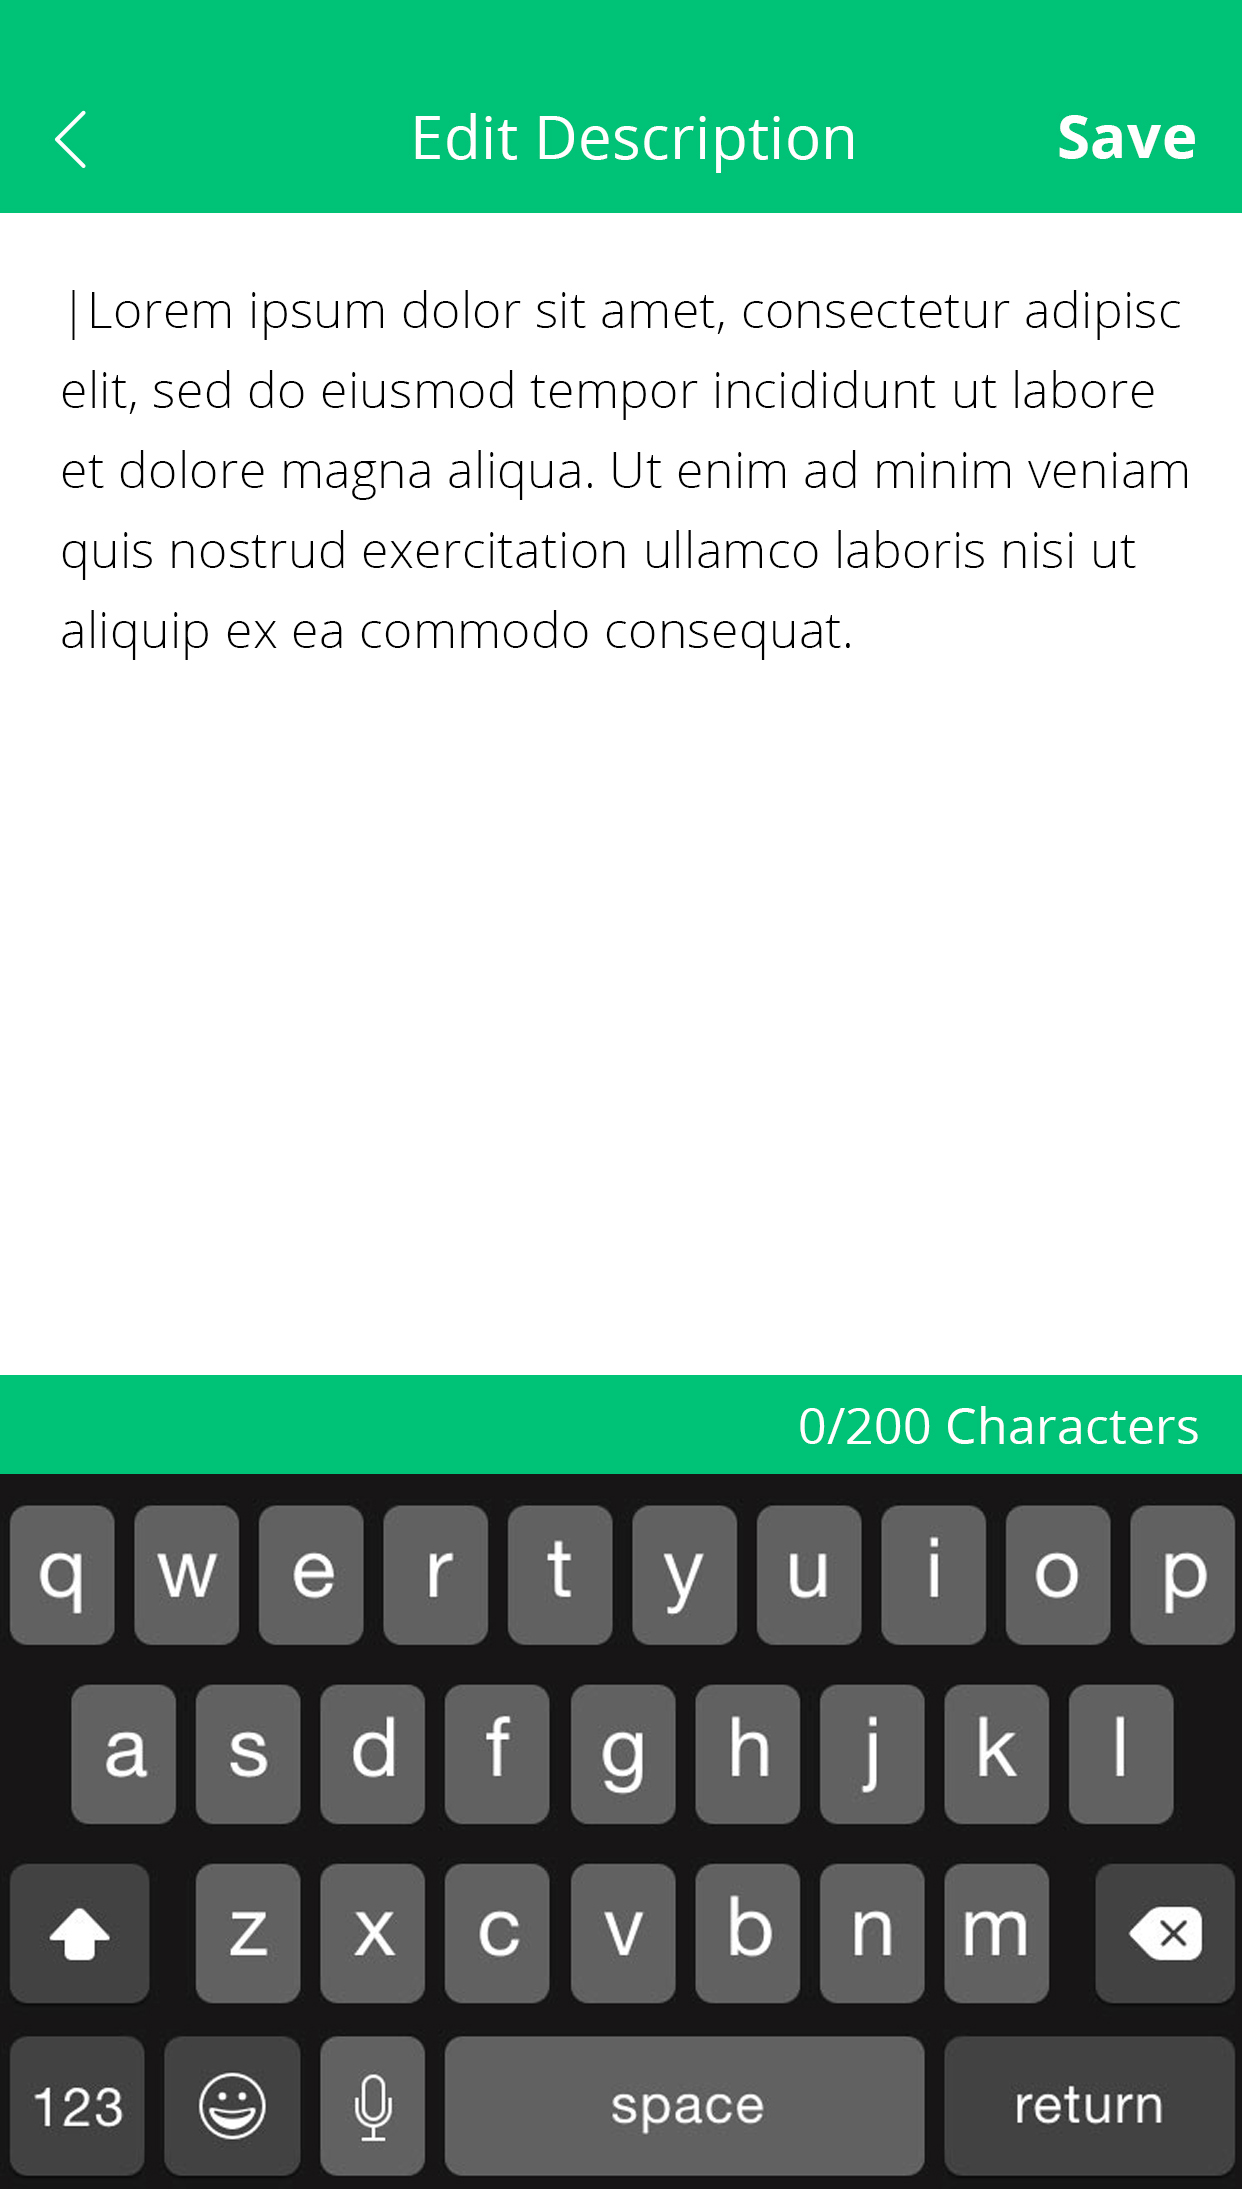 Edit Description Save
|Lorem ipsum dolor sit amet, consectetur adipisc
elit, sed do eiusmod tempor incididunt ut labore
et dolore magna aliqua. Ut enim ad minim veniam
quis nostrud exercitation ullamco laboris nisi ut
aliquip ex ea commodo consequat.
0/200 Characters
q w e r t y u i o p
a s d f g h j k l
z x c v b n m
123 space return